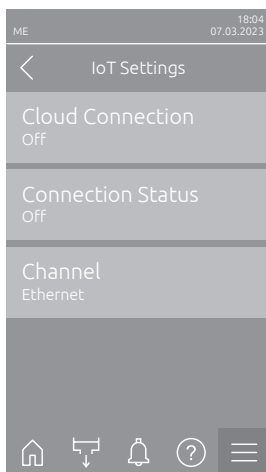 18:04
ME 07.03.2023
IoT Settings
Cloud Connection
Off
Connection Status
Off
Channel
Ethernet
?